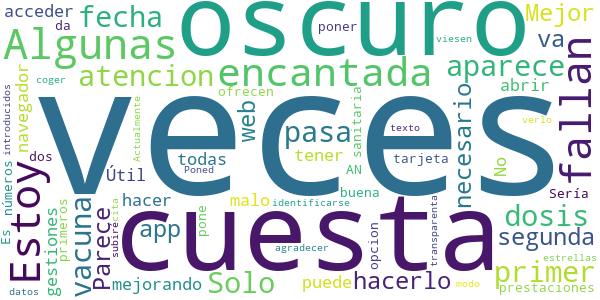 acceder
da
fecha
oscuro
poner
viesen
Mejor
va
Algunas
coger
atencion
encantada
aparece
ofrecen
abrir
introducidos
navegador
Actualmente
veces
Web
pasa
sanitaria
necesario
fallan
texto
verlo
dos
todas
tener
tarjeta
No
Útil
Poned
AN
Sería
Es
números
Estoy
vacuna
hacer
malo
buena
identificarse
cuesta
dosis
segunda
gestiones
primeros
Parece
subire
cita
app
pone
opcion
transparenta
agradecer
primer
estrellas
datos
mejorando
Solo
puede
hacerlo
modo
prestaciones